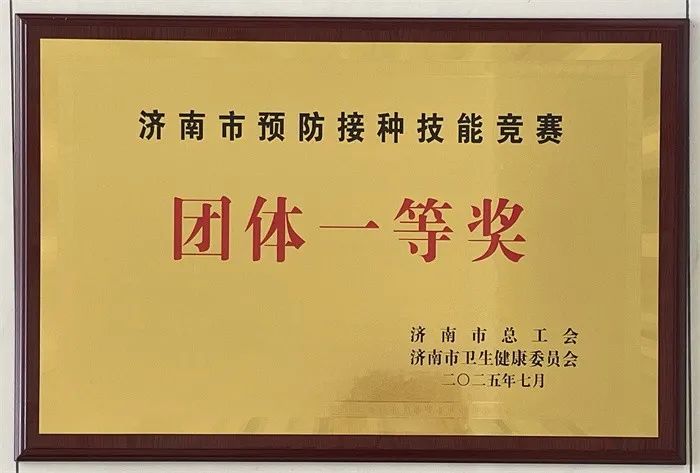 济南市预防接种技能竞赛
团体一等奖
济南市总工会
济南市卫生健康委员会
二〇二五年七月